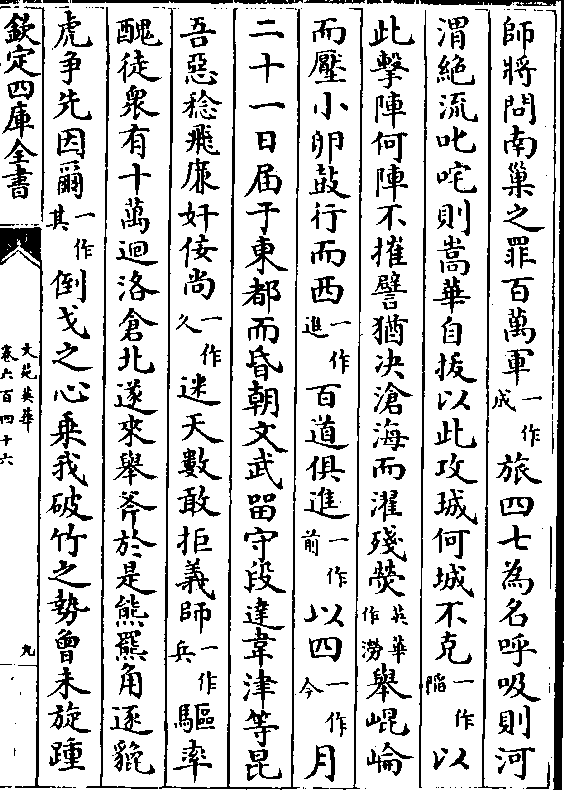 師將問南巢之罪百萬軍一作成旅四七為名呼吸則河
渭絶流叱咤則嵩華自拔以此攻城何城不克一作䧟以
此擊陣何陣不摧譬猶决滄海而濯殘熒英華作澇舉崐崘
而壓小卵鼓行而西一作進百道俱進一作前以四一作今月
二十一日届于東都而昏朝文武留守段達韋津等昆
吾惡稔飛廉奸佞尚一作久迷天數敢拒義師一作兵驅率
醜徒衆有十萬迴洛倉北遂來舉斧於是熊羆角逐貔
虎争先因爾一作其倒戈之心乗我破竹之勢曾未旋踵
欽定四庫全書
文苑英華
卷六百四十六
九